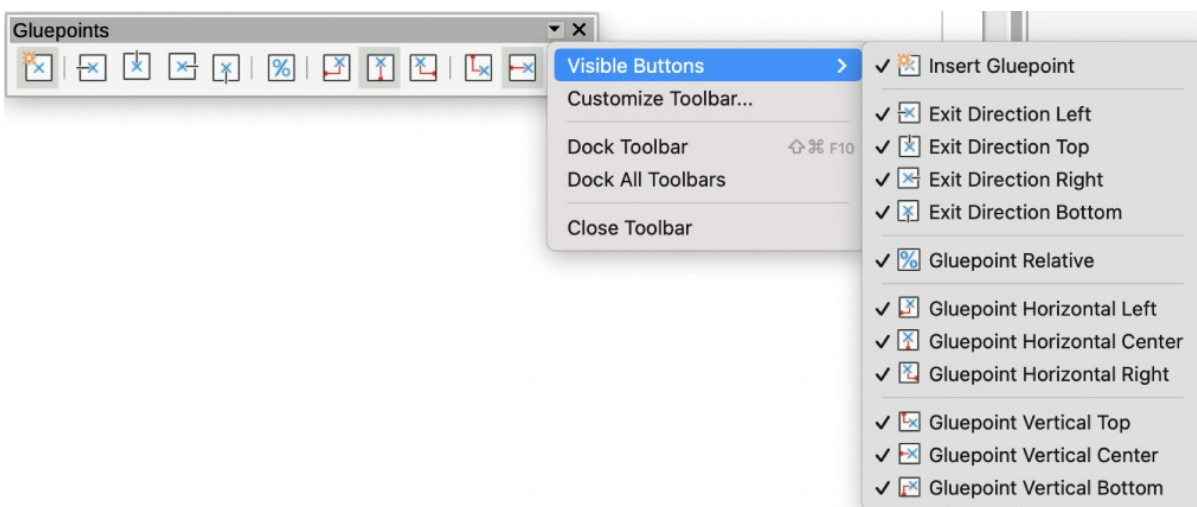 Gluepoints
Visible Buttons
Customize Toolbar...
Dock Toolbar ⇧⌘ F10
Dock All Toolbars
Close Toolbar
Insert Gluepoint
Exit Direction Left
Exit Direction Top
Exit Direction Right
Exit Direction Bottom
% Gluepoint Relative
Gluepoint Horizontal Left
Gluepoint Horizontal Center
Gluepoint Horizontal Right
Gluepoint Vertical Top
Gluepoint Vertical Center
Gluepoint Vertical Bottom